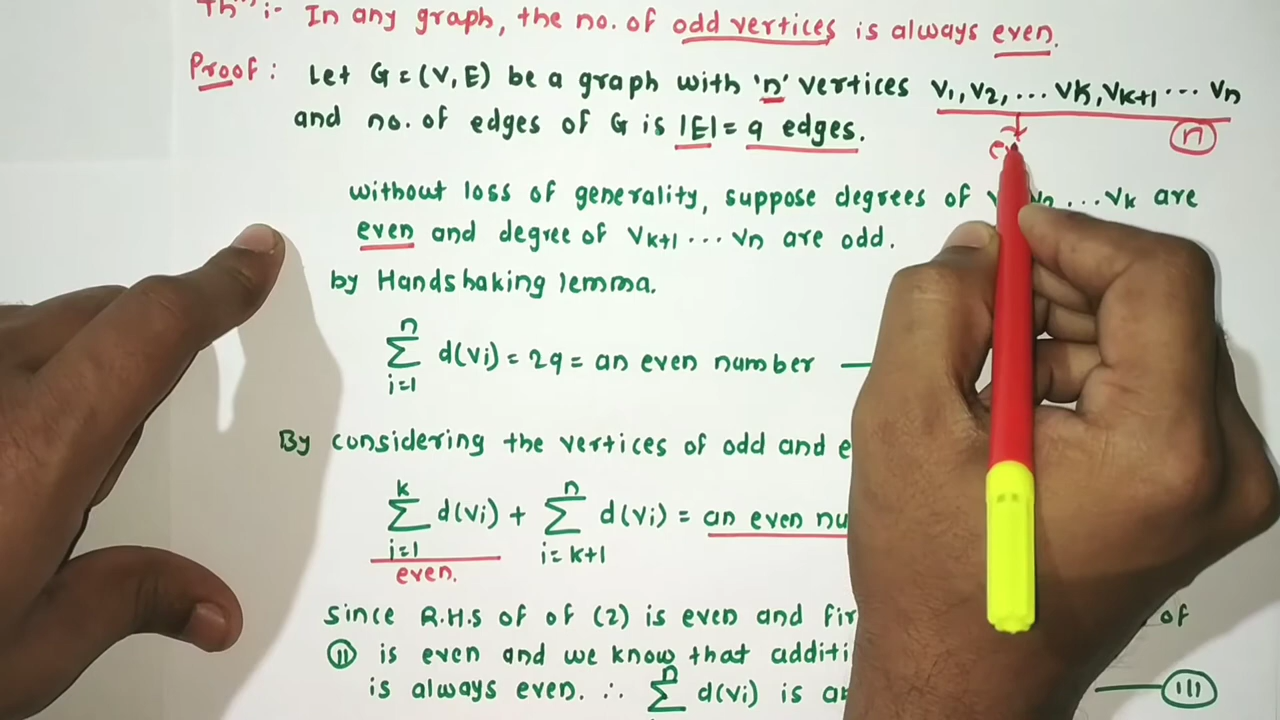 Thm :- In any graph, the no. of odd vertices is always even.
Proof : Let G = (V, E) be a graph with 'n' vertices v1, v2, ... vk, vk+1 ... vn
and no. of edges of G is |E| = q edges.
n
without loss of generality, suppose degrees of v2 ... vk are
even and degree of vk+1 ... vn are odd.
by Handshaking lemma.
n∑i=1 d(vi) = 2q = an even number —
By considering the vertices of odd and
k∑i=1 d(vi) + n∑i=k+1 d(vi) = an even
even.
Since R.H.S of of (2) is even and of
(II) is even and we know that
is always even. ∴ n∑ d(vi) is — (III)